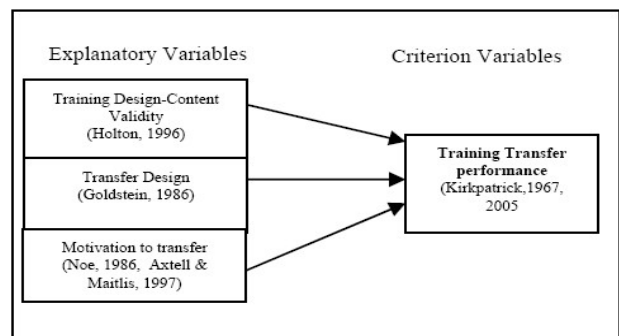 Explanatory Variables
Criterion Variables
Training Design-Content
Validity
(Holton, 1996)
Transfer Design
(Goldstein, 1986)
Motivation to transfer
(Noe, 1986, Axtell &
Maitlis, 1997)
Training Transfer
performance
(Kirkpatrick,1967,
2005